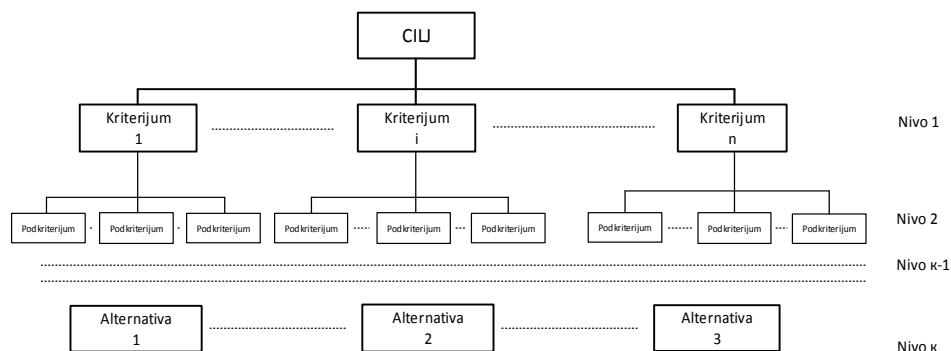 CILJ
Kriterijum
1
Kriterijum
i
Kriterijum
n
Nivo 1
Podkriterijum
Podkriterijum
Podkriterijum
Podkriterijum
Podkriterijum
Podkriterijum
Podkriterijum
Podkriterijum
Podkriterijum
Nivo 2
Nivo к-1
Alternativa
1
Alternativa
2
Alternativa
3
Nivo к